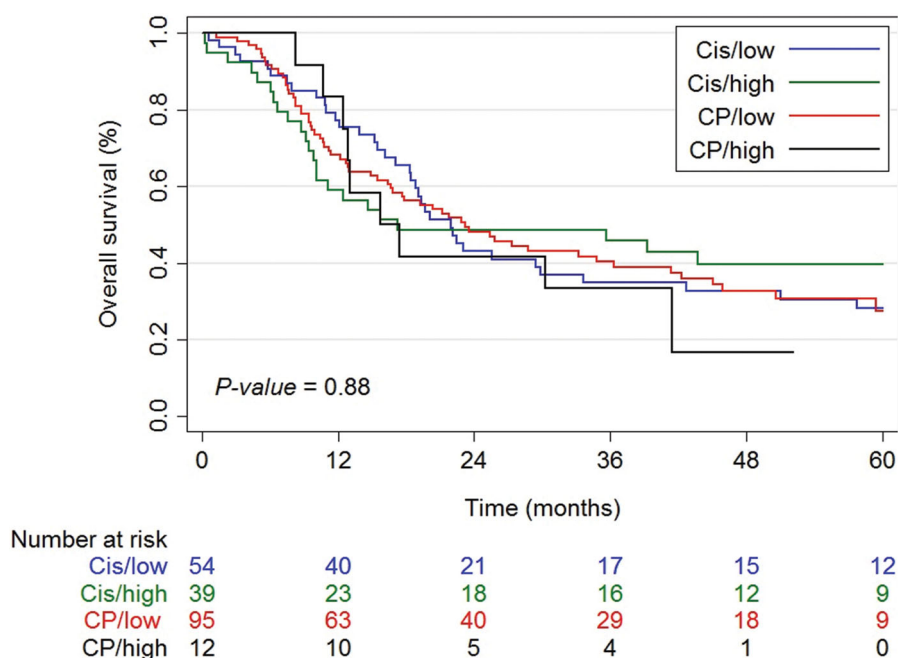 1.0
0.8
0.6
0.4
0.2
0.0
Overall survival (%)
Cis/low
Cis/high
CP/low
CP/high
P-value = 0.88
0 12 24 36 48 60
Time (months)
Number at risk
Cis/low 54 40 21 17 15 12
Cis/high 39 23 18 16 12 9
CP/low 95 63 40 29 18 9
CP/high 12 10 5 4 1 0